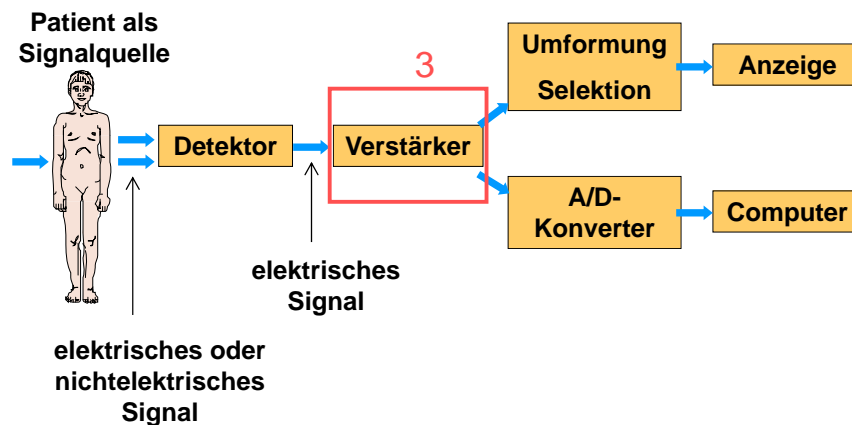 Patient als
Signalquelle
3
Umformung
Selektion
Anzeige
Detektor
Verstärker
A/D-
Konverter
Computer
elektrisches
Signal
elektrisches oder
nichtelektrisches
Signal